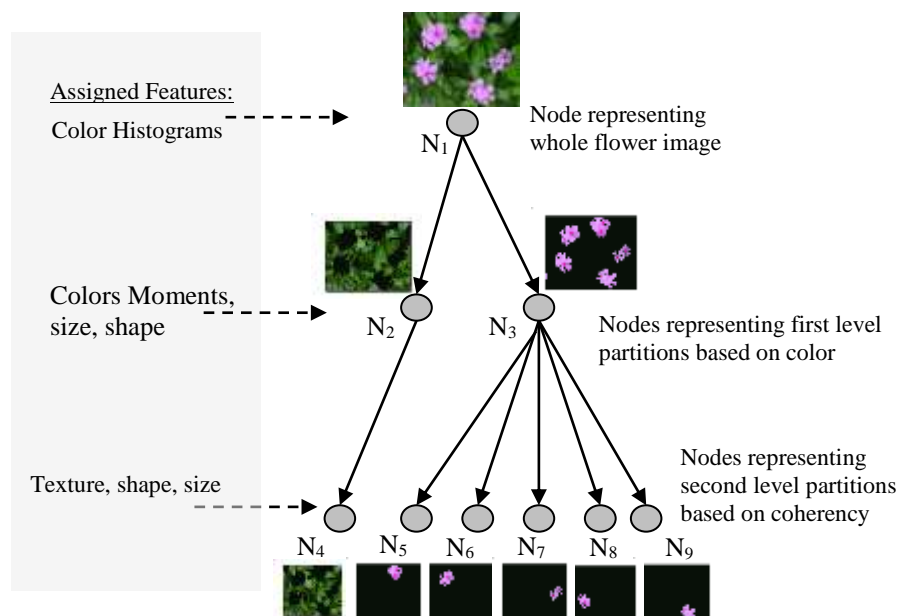 Assigned Features:
Color Histograms
N1
Node representing
whole flower image
Colors Moments,
size, shape
N2
N3
Nodes representing first level
partitions based on color
Texture, shape, size
Nodes representing
second level partitions
based on coherency
N4
N5
N6
N7
N8
N9